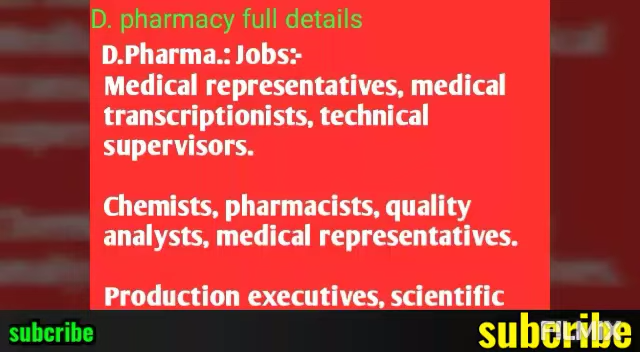 D. pharmacy full details
D.Pharma.: Jobs:-
Medical representatives, medical
transcriptionists, technical
supervisors.
Chemists, pharmacists, quality
analysts, medical representatives.
Production executives, scientific
subcribe
subcribe
FILMIX